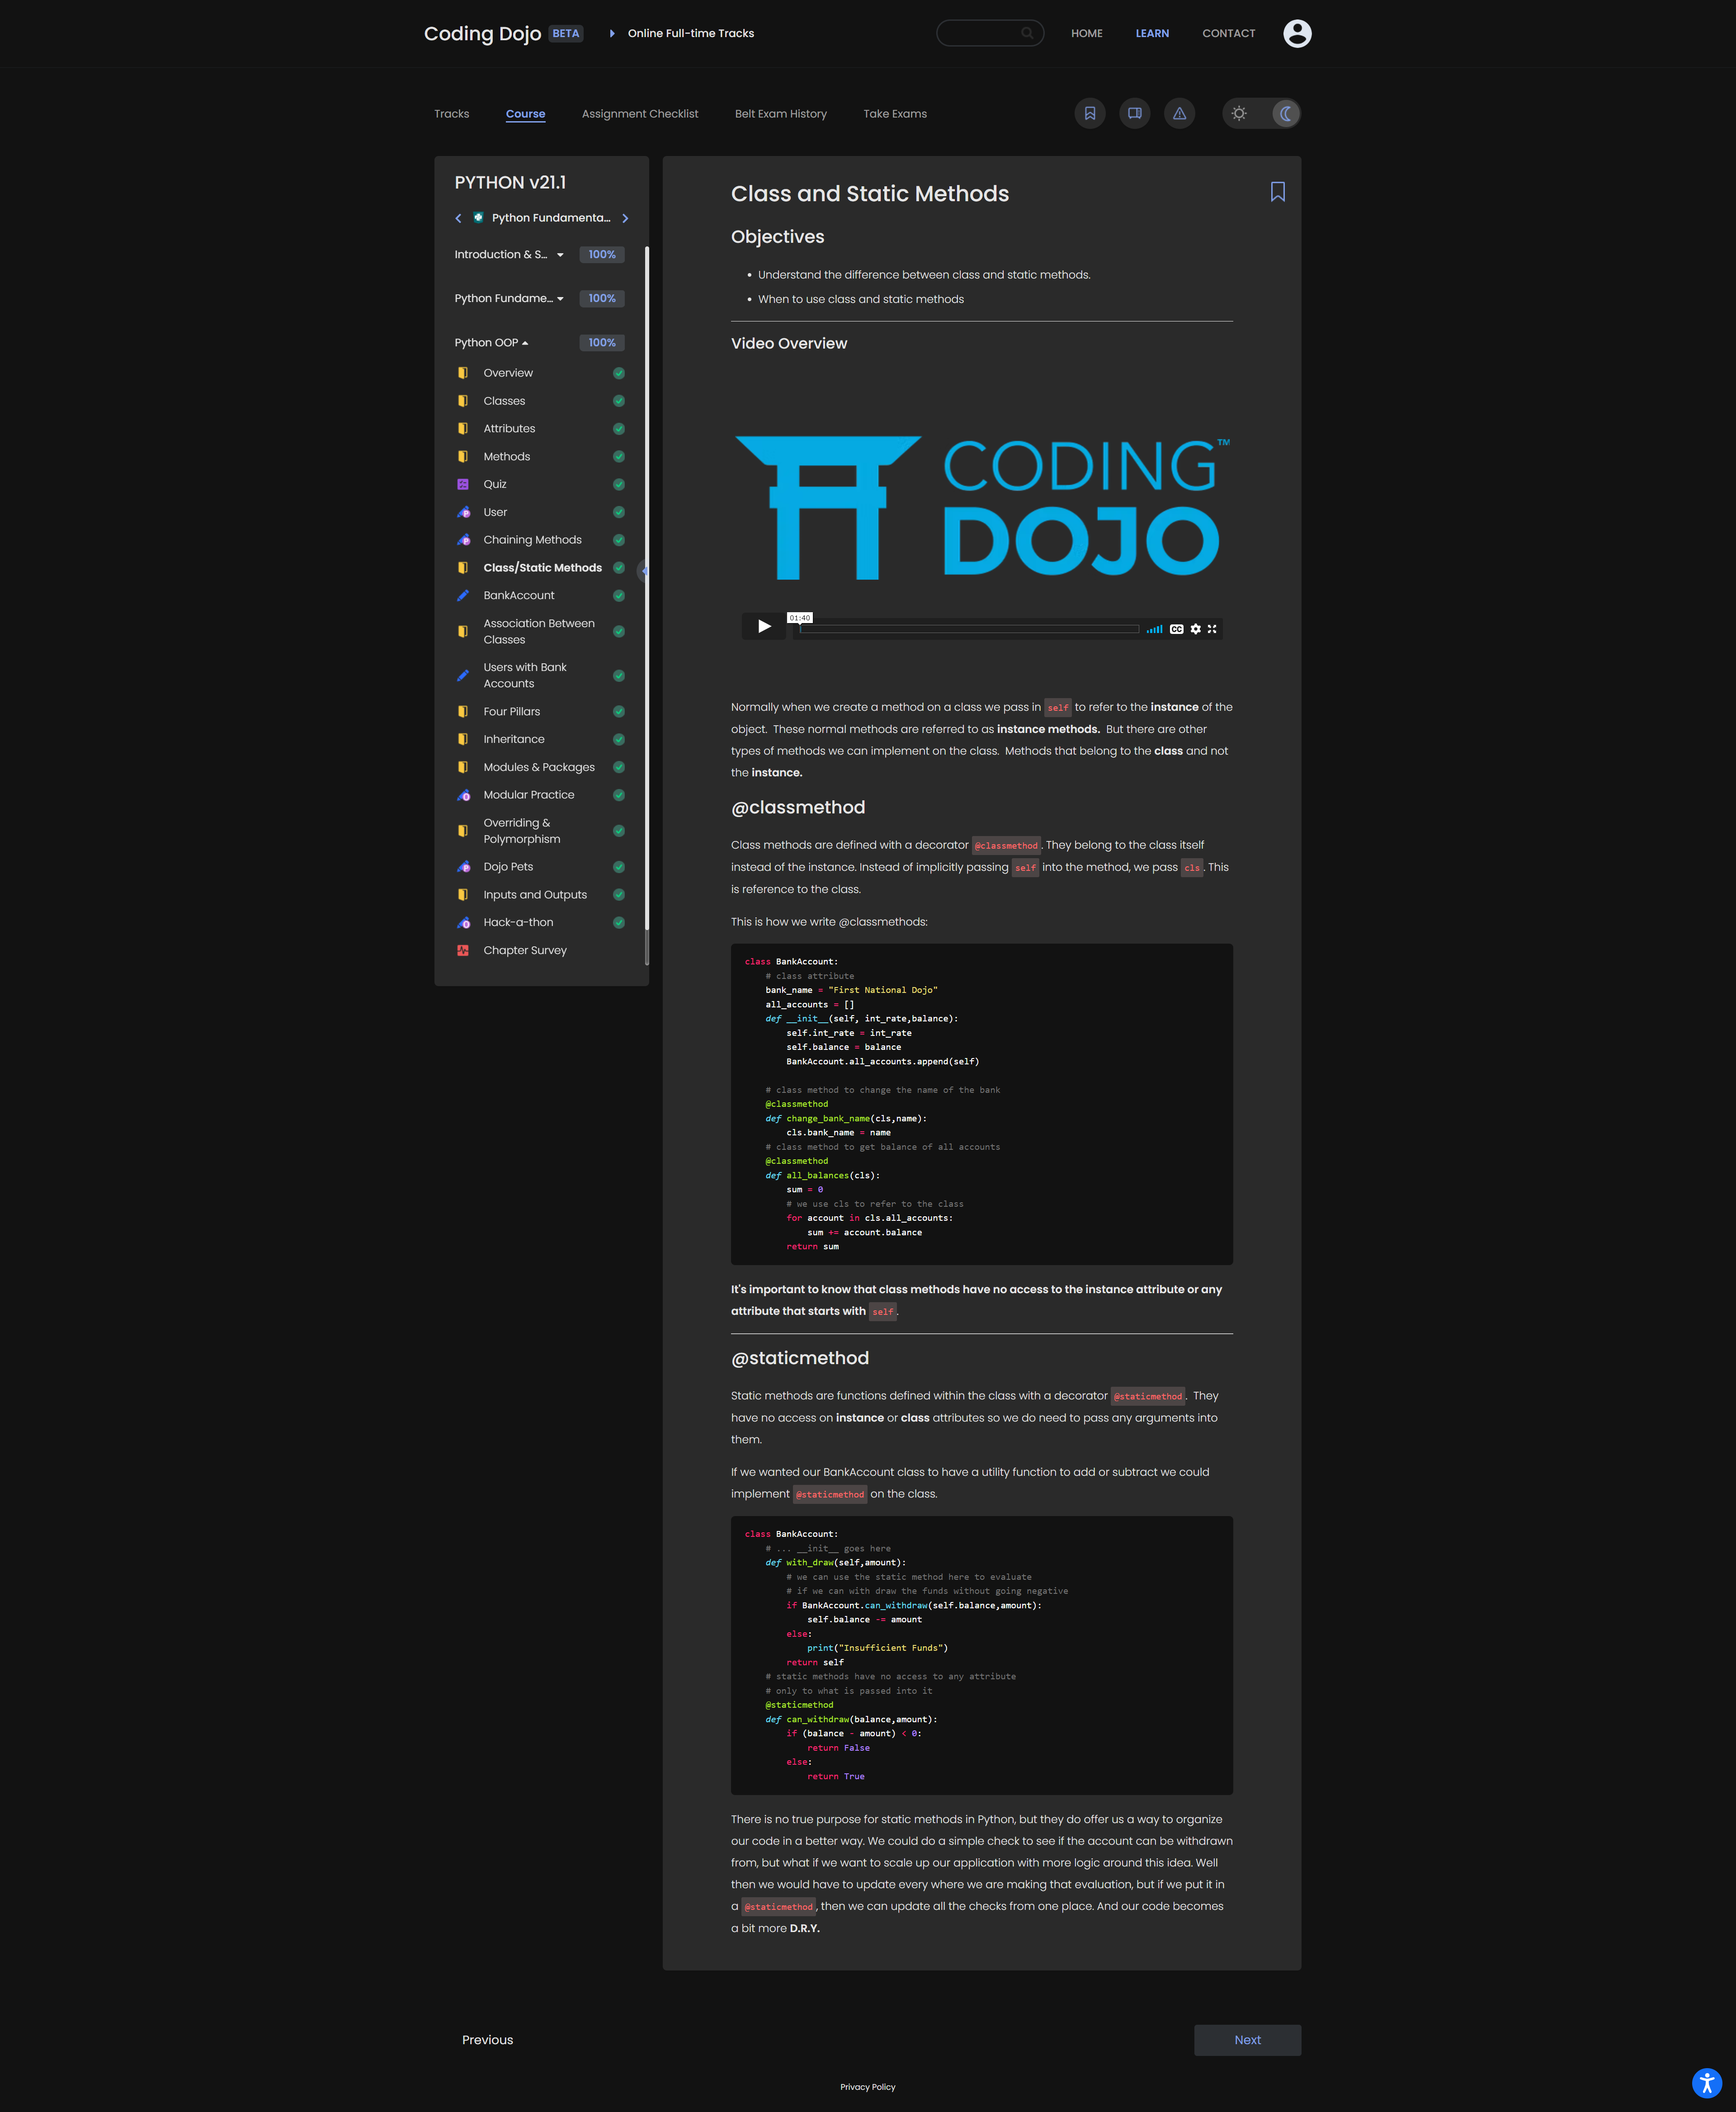 Coding Dojo BETA Online Full-time Tracks HOME LEARN CONTACT
Tracks Course Assignment Checklist Belt Exam History Take Exams
PYTHON v21.1
Python Fundamenta...
Introduction & S... 100%
Python Fundame... 100%
Python OOP 100%
Overview
Classes
Attributes
Methods
Quiz
User
Chaining Methods
Class/Static Methods
BankAccount
Association Between
Classes
Users with Bank
Accounts
Four Pillars
Inheritance
Modules & Packages
Modular Practice
Overriding &
Polymorphism
Dojo Pets
Inputs and Outputs
Hack-a-thon
Chapter Survey
Class and Static Methods
Objectives
• Understand the difference between class and static methods.
• When to use class and static methods
Video Overview
CODING™
DOJO
01:40
CC
Normally when we create a method on a class we pass in self to refer to the instance of the
object. These normal methods are referred to as instance methods. But there are other
types of methods we can implement on the class. Methods that belong to the class and not
the instance.
@classmethod
Class methods are defined with a decorator @classmethod. They belong to the class itself
instead of the instance. Instead of implicitly passing self into the method, we pass cls. This
is reference to the class.
This is how we write @classmethods:
class BankAccount:
# class attribute
bank_name = "First National Dojo"
all_accounts = []
def __init__(self, int_rate,balance):
self.int_rate = int_rate
self.balance = balance
BankAccount.all_accounts.append(self)
# class method to change the name of the bank
@classmethod
def change_bank_name(cls,name):
cls.bank_name = name
# class method to get balance of all accounts
@classmethod
def all_balances(cls):
sum = 0
# we use cls to refer to the class
for account in cls.all_accounts:
sum += account.balance
return sum
It's important to know that class methods have no access to the instance attribute or any
attribute that starts with self.
@staticmethod
Static methods are functions defined within the class with a decorator @staticmethod. They
have no access on instance or class attributes so we do need to pass any arguments into
them.
If we wanted our BankAccount class to have a utility function to add or subtract we could
implement @staticmethod on the class.
class BankAccount:
# ... __init__ goes here
def with_draw(self,amount):
# we can use the static method here to evaluate
# if we can with draw the funds without going negative
if BankAccount.can_withdraw(self.balance,amount):
self.balance -= amount
else:
print("Insufficient Funds")
return self
# static methods have no access to any attribute
# only to what is passed into it
@staticmethod
def can_withdraw(balance,amount):
if (balance - amount) < 0:
return False
else:
return True
There is no true purpose for static methods in Python, but they do offer us a way to organize
our code in a better way. We could do a simple check to see if the account can be withdrawn
from, but what if we want to scale up our application with more logic around this idea. Well
then we would have to update every where we are making that evaluation, but if we put it in
a @staticmethod, then we can update all the checks from one place. And our code becomes
a bit more D.R.Y.
Previous Next
Privacy Policy